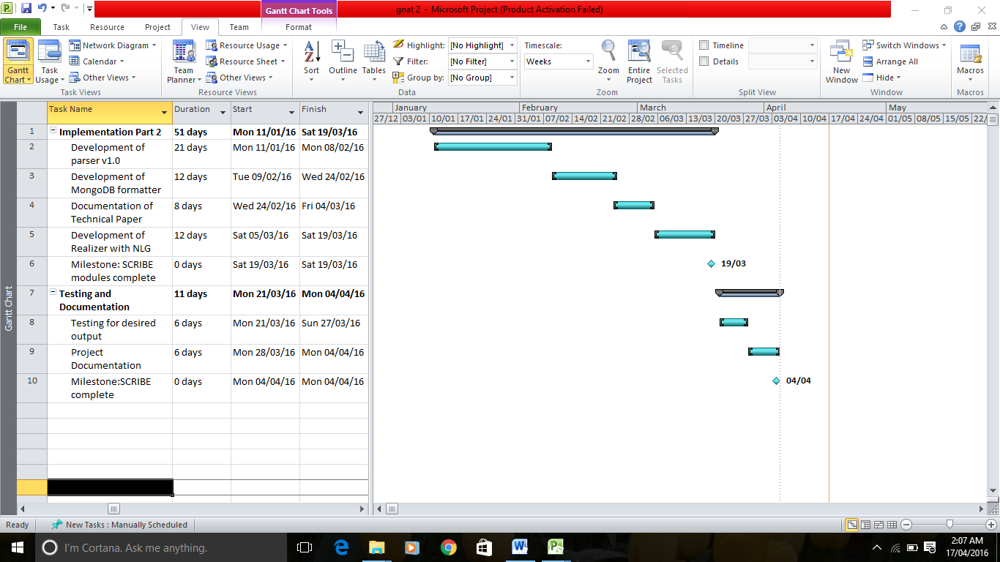 Gantt Chart Tools
gnat 2 - Microsoft Project (Product Activation Failed)
File Task Resource Project View Team Format
Gantt Chart
Task Usage
Network Diagram
Calendar
Other Views
Task Views
Team Planner
Resource Usage
Resource Sheet
Other Views
Resource Views
Sort
Outline
Tables
Highlight: [No Highlight]
Filter: [No Filter]
Group by: [No Group]
Data
Timescale:
Weeks
Zoom
Entire Project
Selected Tasks
Zoom
Timeline
Details
Split View
New Window
Switch Windows
Arrange All
Hide
Window
Macros
Macros
Gantt Chart
Task Name Duration Start Finish
January February March April May
27/12 03/01 10/01 17/01 24/01 31/01 07/02 14/02 21/02 28/02 06/03 13/03 20/03 27/03 03/04 10/04 17/04 24/04 01/05 08/05 15/05 22/
1 Implementation Part 2 51 days Mon 11/01/16 Sat 19/03/16
2 Development of 21 days Mon 11/01/16 Mon 08/02/16
parser v1.0
3 Development of 12 days Tue 09/02/16 Wed 24/02/16
MongoDB formatter
4 Documentation of 8 days Wed 24/02/16 Fri 04/03/16
Technical Paper
5 Development of 12 days Sat 05/03/16 Sat 19/03/16
Realizer with NLG
6 Milestone: SCRIBE 0 days Sat 19/03/16 Sat 19/03/16 19/03
modules complete
7 Testing and 11 days Mon 21/03/16 Mon 04/04/16
Documentation
8 Testing for desired 6 days Mon 21/03/16 Sun 27/03/16
output
9 Project 6 days Mon 28/03/16 Mon 04/04/16
Documentation
10 Milestone:SCRIBE 0 days Mon 04/04/16 Mon 04/04/16 04/04
complete
Ready New Tasks : Manually Scheduled
I'm Cortana. Ask me anything.
2:07 AM
17/04/2016